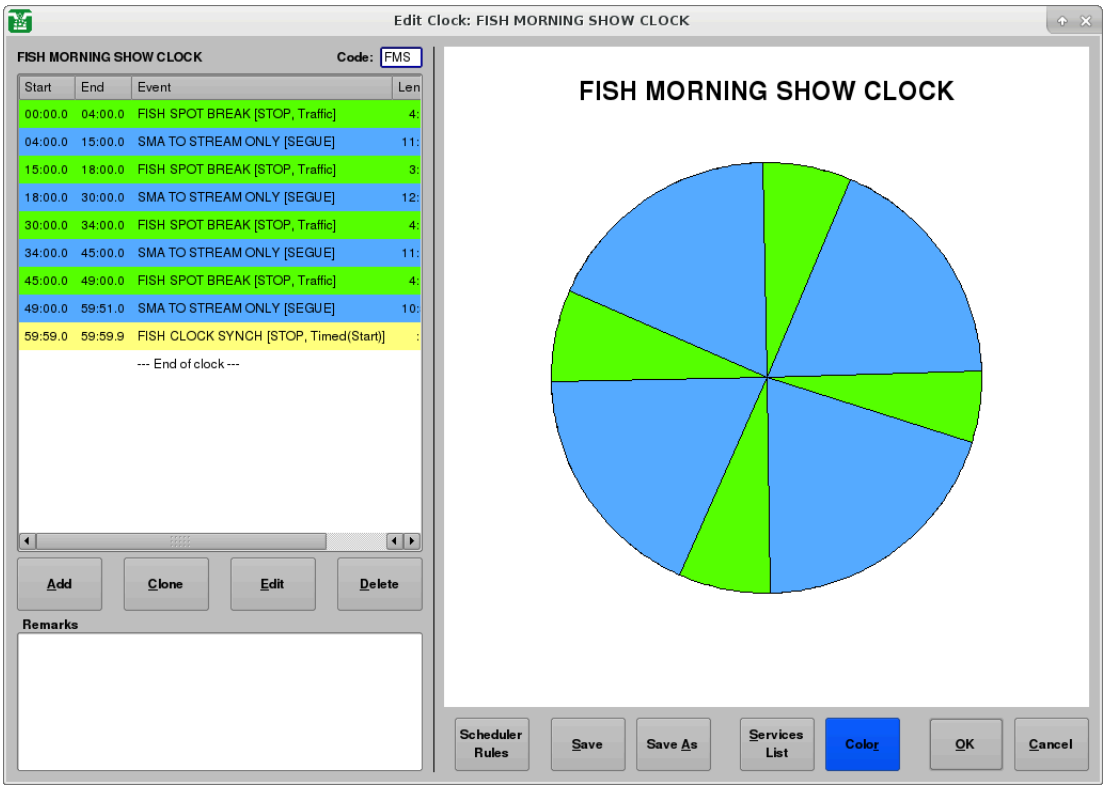 Edit Clock: FISH MORNING SHOW CLOCK
FISH MORNING SHOW CLOCK Code: FMS
Start End Event Len
00:00.0 04:00.0 FISH SPOT BREAK [STOP, Traffic] 4:
04:00.0 15:00.0 SMA TO STREAM ONLY [SEGUE] 11:
15:00.0 18:00.0 FISH SPOT BREAK [STOP, Traffic] 3:
18:00.0 30:00.0 SMA TO STREAM ONLY [SEGUE] 12:
30:00.0 34:00.0 FISH SPOT BREAK [STOP, Traffic] 4:
34:00.0 45:00.0 SMA TO STREAM ONLY [SEGUE] 11:
45:00.0 49:00.0 FISH SPOT BREAK [STOP, Traffic] 4:
49:00.0 59:51.0 SMA TO STREAM ONLY [SEGUE] 10:
59:59.0 59:59.9 FISH CLOCK SYNCH [STOP, Timed(Start)] :
--- End of clock ---
Add Clone Edit Delete
Remarks
FISH MORNING SHOW CLOCK
Scheduler Rules
Save
Save As
Services List
Color
OK
Cancel